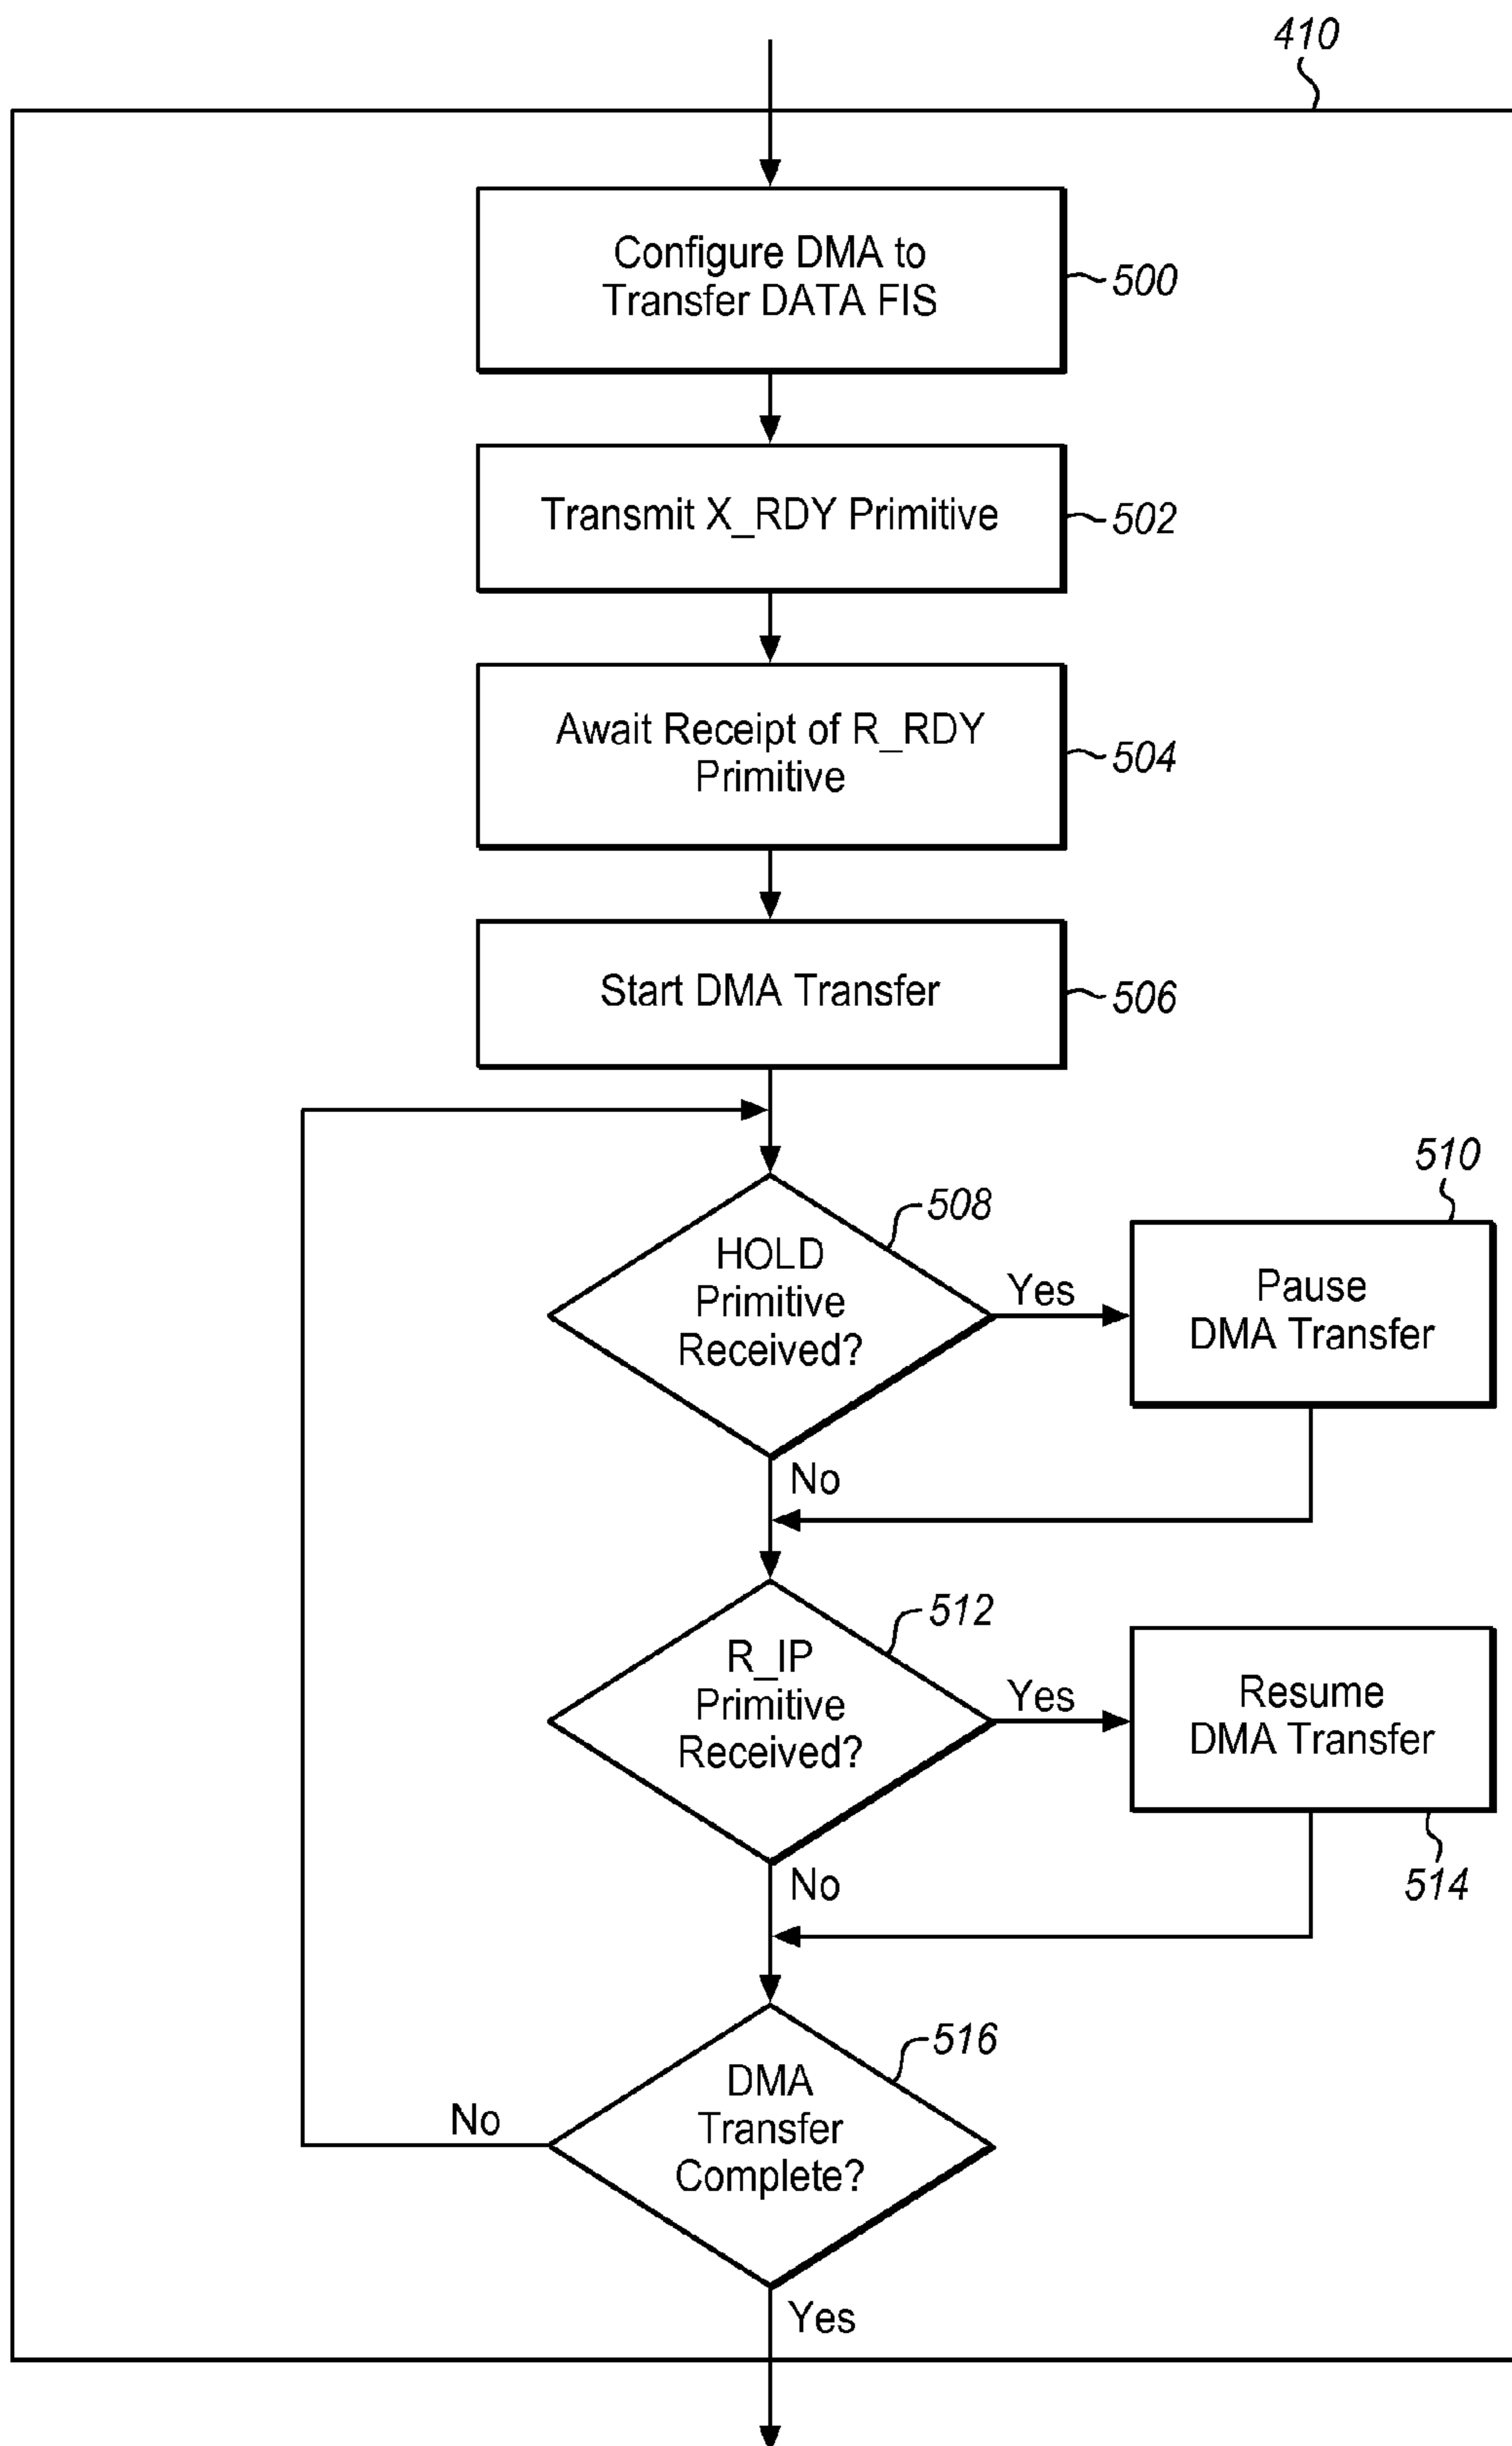 410
Configure DMA to
Transfer DATA FIS
500
Transmit X_RDY Primitive
502
Await Receipt of R_RDY
Primitive
504
Start DMA Transfer
506
508
HOLD
Primitive
Received?
Yes
510
Pause
DMA Transfer
No
512
R_IP
Primitive
Received?
Yes
Resume
DMA Transfer
514
No
516
DMA
Transfer
Complete?
No
Yes